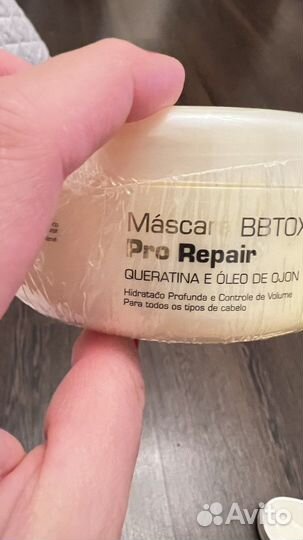 Máscara BBTOX
Pro Repair
QUERATINA E ÓLEO DE OJON
Hidratado Profunda e Controle de Volume
Para todos os tipos de cabelo
Avito